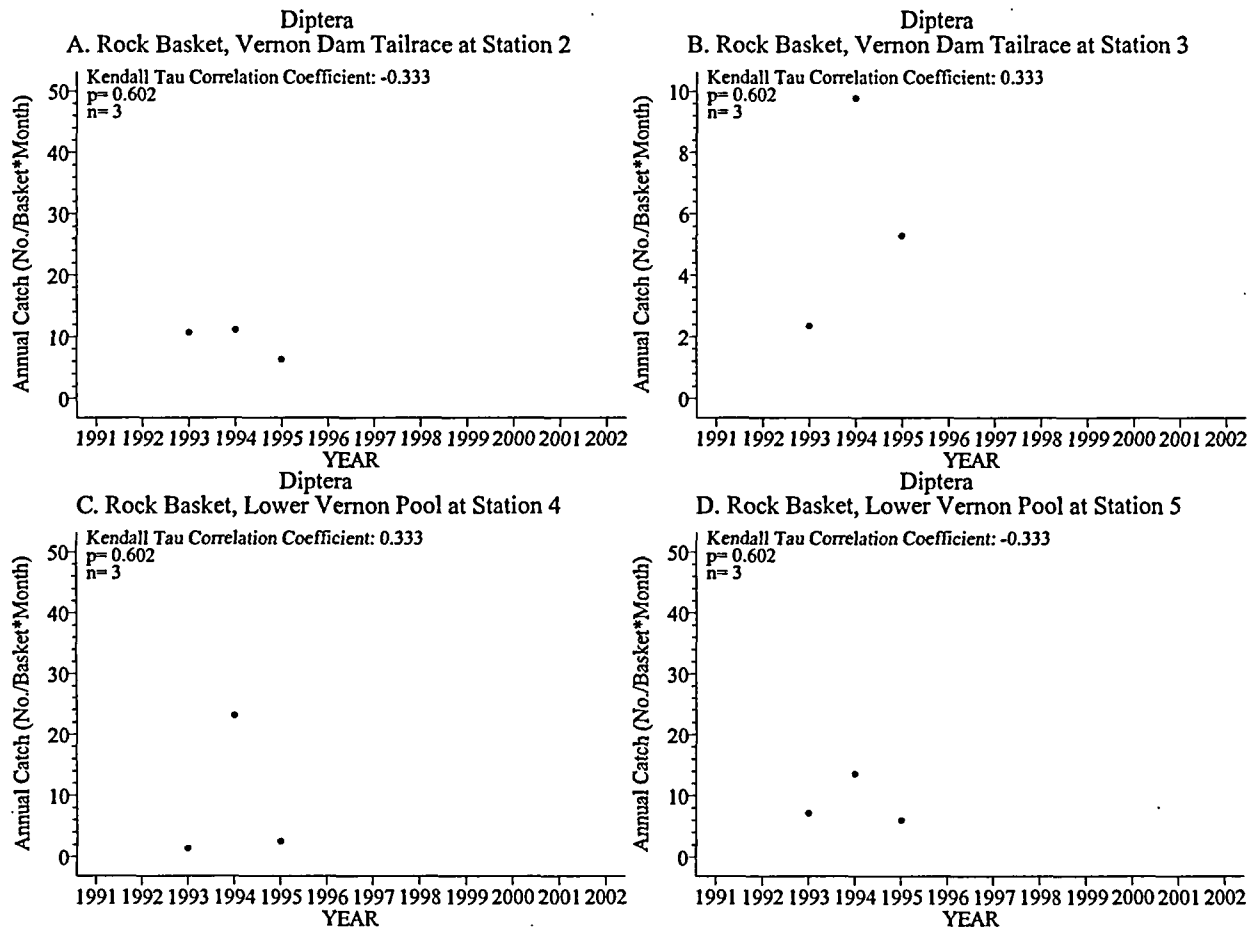 Diptera
A. Rock Basket, Vernon Dam Tailrace at Station 2
Kendall Tau Correlation Coefficient: -0.333
p= 0.602
n= 3
Annual Catch (No./Basket*Month)
50
40
30
20
10
0
1991 1992 1993 1994 1995 1996 1997 1998 1999 2000 2001 2002
YEAR
Diptera
B. Rock Basket, Vernon Dam Tailrace at Station 3
Kendall Tau Correlation Coefficient: 0.333
p= 0.602
n= 3
Annual Catch (No./Basket*Month)
10
8
6
4
2
0
1991 1992 1993 1994 1995 1996 1997 1998 1999 2000 2001 2002
YEAR
Diptera
C. Rock Basket, Lower Vernon Pool at Station 4
Kendall Tau Correlation Coefficient: 0.333
p= 0.602
n= 3
Annual Catch (No./Basket*Month)
50
40
30
20
10
0
1991 1992 1993 1994 1995 1996 1997 1998 1999 2000 2001 2002
YEAR
Diptera
D. Rock Basket, Lower Vernon Pool at Station 5
Kendall Tau Correlation Coefficient: -0.333
p= 0.602
n= 3
Annual Catch (No./Basket*Month)
50
40
30
20
10
0
1991 1992 1993 1994 1995 1996 1997 1998 1999 2000 2001 2002
YEAR